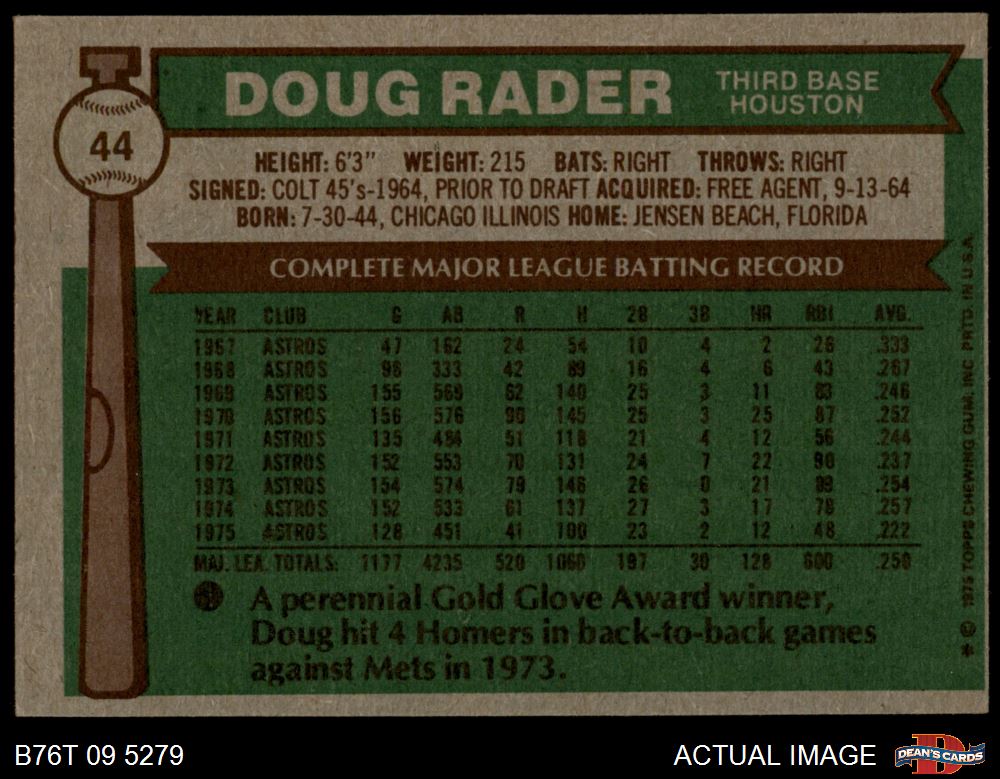 44
DOUG RADER
THIRD BASE
HOUSTON
HEIGHT: 6'3" WEIGHT: 215 BATS: RIGHT THROWS: RIGHT
SIGNED: COLT 45's-1964, PRIOR TO DRAFT ACQUIRED: FREE AGENT, 9-13-64
BORN: 7-30-44, CHICAGO ILLINOIS HOME: JENSEN BEACH, FLORIDA
COMPLETE MAJOR LEAGUE BATTING RECORD
YEAR CLUB G AB R H 2B 3B HR RBI AVG.
1967 ASTROS 47 162 24 54 10 4 2 26 .333
1968 ASTROS 98 333 42 89 16 4 6 43 .267
1969 ASTROS 155 569 62 140 25 3 11 83 .246
1970 ASTROS 156 576 90 145 25 3 25 87 .252
1971 ASTROS 135 484 51 118 21 4 12 56 .244
1972 ASTROS 152 553 70 131 24 7 22 90 .237
1973 ASTROS 154 574 79 146 26 0 21 89 .254
1974 ASTROS 152 533 61 137 27 3 17 78 .257
1975 ASTROS 128 451 41 100 23 2 12 48 .222
MAJ. LEA. TOTALS: 1177 4235 520 1060 197 30 128 600 .250
A perennial Gold Glove Award winner,
Doug hit 4 Homers in back-to-back games
against Mets in 1973.
* © 1976 TOPPS CHEWING GUM, INC. PRTD. IN U.S.A.
B76T 09 5279
ACTUAL IMAGE
DEAN'S CARDS